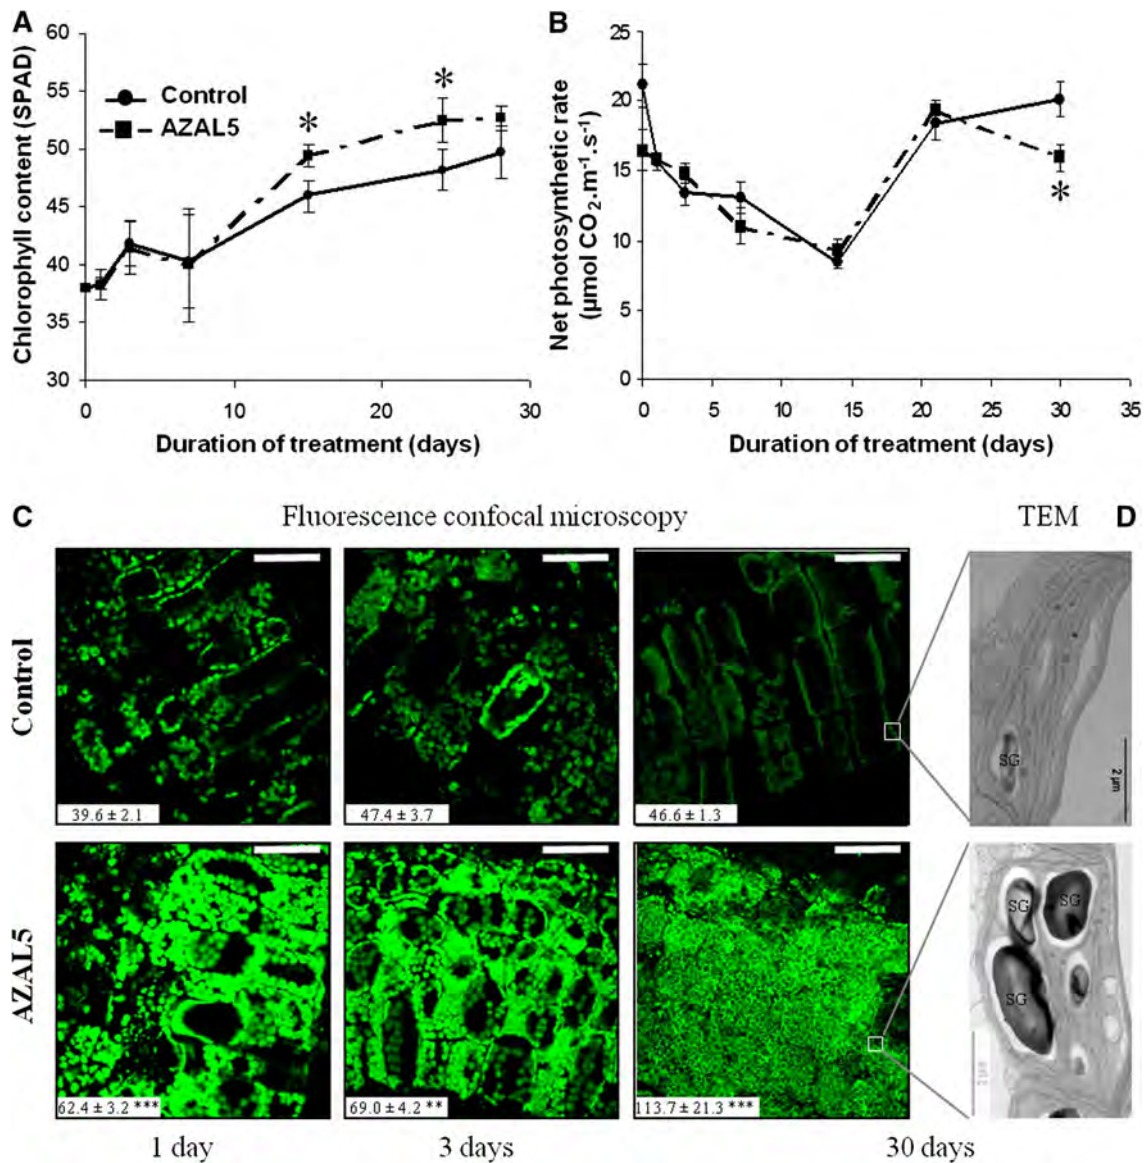 A
Chlorophyll content (SPAD)
60
55
50
45
40
35
30
0
10
20
30
Duration of treatment (days)
Control
AZAL5
*
*
B
Net photosynthetic rate
(µmol CO₂.m⁻¹.s⁻¹)
25
20
15
10
5
0
0
5
10
15
20
25
30
35
Duration of treatment (days)
*
C
Fluorescence confocal microscopy
TEM
D
Control
39.6 ± 2.1
47.4 ± 3.7
46.6 ± 1.3
SG
2 µm
AZAL5
62.4 ± 3.2 ***
69.0 ± 4.2 **
113.7 ± 21.3 ***
SG
SG
SG
2 µm
1 day
3 days
30 days